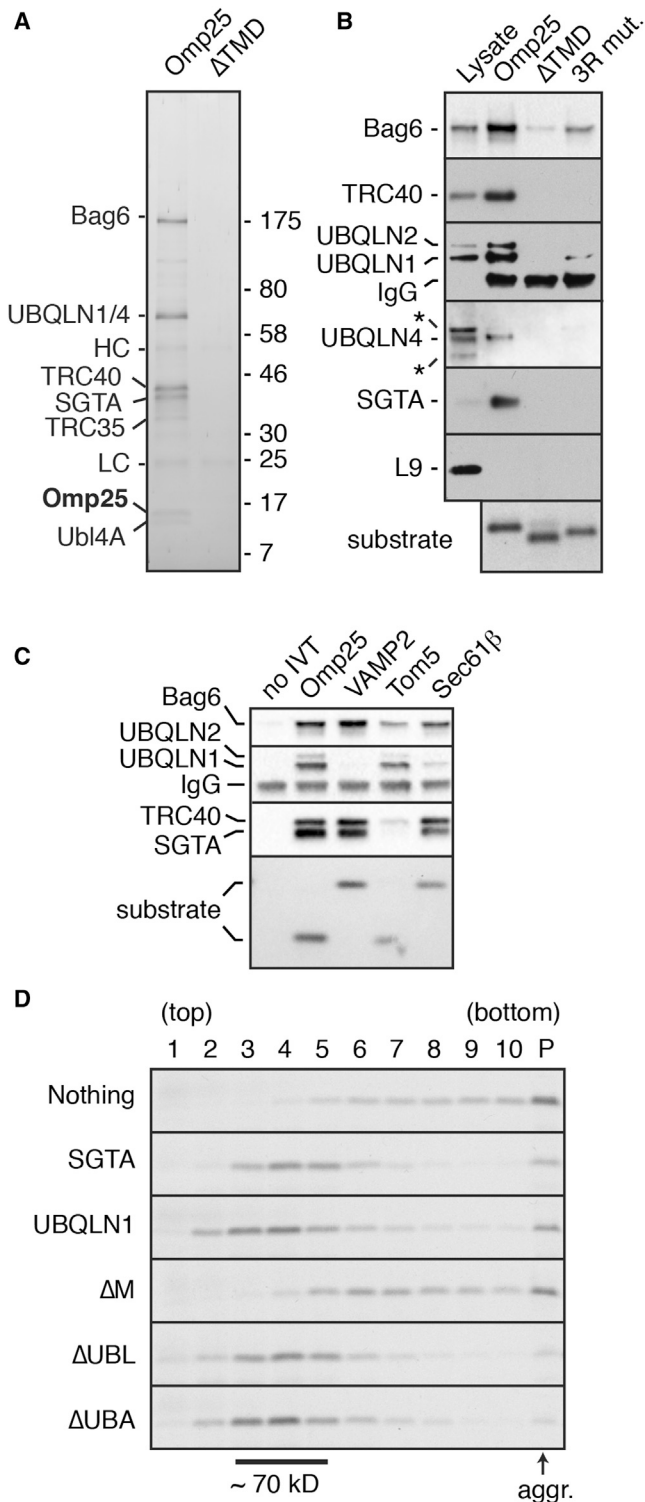 A
Omp25
ΔTMD
Bag6
UBQLN1/4
HC
TRC40
SGTA
TRC35
LC
Omp25
Ubl4A
175
80
58
46
30
25
17
7
B
Lysate
Omp25
ΔTMD
3R mut.
Bag6
TRC40
UBQLN2
UBQLN1
IgG
*
UBQLN4
*
SGTA
L9
substrate
C
no IVT
Omp25
VAMP2
Tom5
Sec61β
Bag6
UBQLN2
UBQLN1
IgG
TRC40
SGTA
substrate
D
(top) (bottom)
1 2 3 4 5 6 7 8 9 10 P
Nothing
SGTA
UBQLN1
ΔM
ΔUBL
ΔUBA
~ 70 kD
aggr.